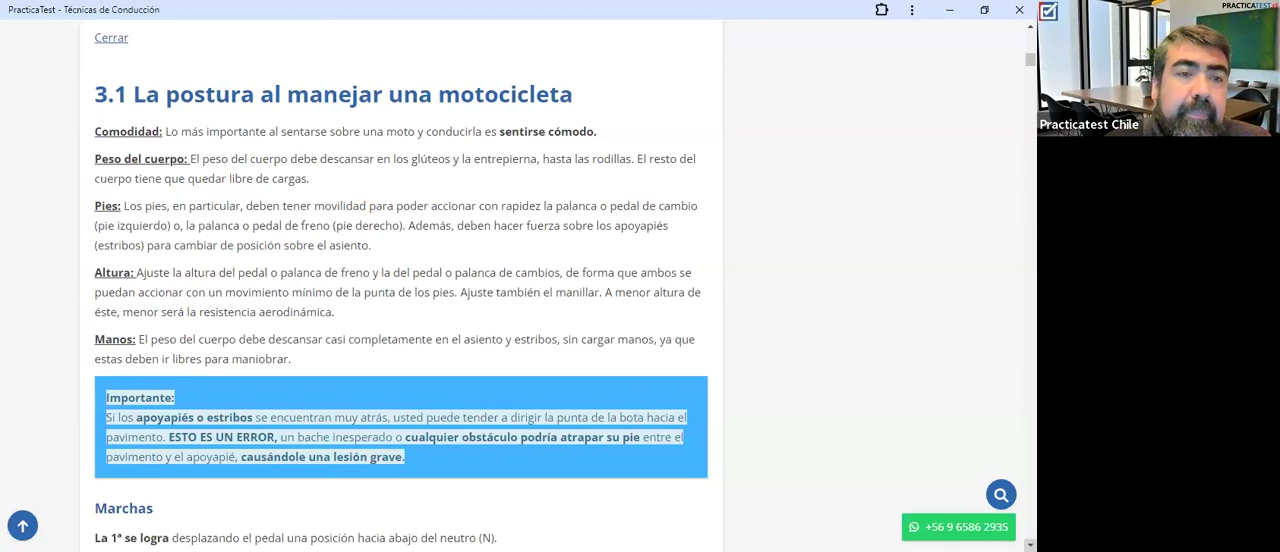 PracticaTest - Técnicas de Conducción
PRACTICATEST.cl
Practicatest Chile
Cerrar
3.1 La postura al manejar una motocicleta
Comodidad: Lo más importante al sentarse sobre una moto y conducirla es sentirse cómodo.
Peso del cuerpo: El peso del cuerpo debe descansar en los glúteos y la entrepierna, hasta las rodillas. El resto del
cuerpo tiene que quedar libre de cargas.
Pies: Los pies, en particular, deben tener movilidad para poder accionar con rapidez la palanca o pedal de cambio
(pie izquierdo) o, la palanca o pedal de freno (pie derecho). Además, deben hacer fuerza sobre los apoyapiés
(estribos) para cambiar de posición sobre el asiento.
Altura: Ajuste la altura del pedal o palanca de freno y la del pedal o palanca de cambios, de forma que ambos se
puedan accionar con un movimiento mínimo de la punta de los pies. Ajuste también el manillar. A menor altura de
éste, menor será la resistencia aerodinámica.
Manos: El peso del cuerpo debe descansar casi completamente en el asiento y estribos, sin cargar manos, ya que
estas deben ir libres para maniobrar.
Importante:
Si los apoyapiés o estribos se encuentran muy atrás, usted puede tender a dirigir la punta de la bota hacia el
pavimento. ESTO ES UN ERROR, un bache inesperado o cualquier obstáculo podría atrapar su pie entre el
pavimento y el apoyapié, causándole una lesión grave.
Marchas
La 1ª se logra desplazando el pedal una posición hacia abajo del neutro (N).
+56 9 6586 2935